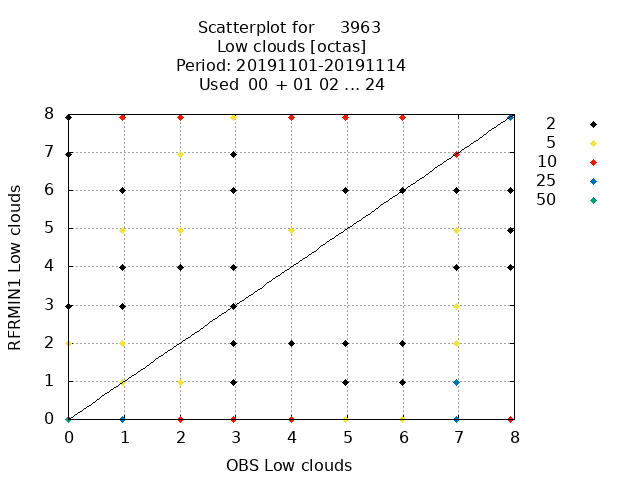 Scatterplot for 3963
Low clouds [octas]
Period: 20191101-20191114
Used 00 + 01 02 ... 24
8
7
6
5
4
3
2
1
0
RFRMIN1 Low clouds
0 1 2 3 4 5 6 7 8
OBS Low clouds
2
5
10
25
50